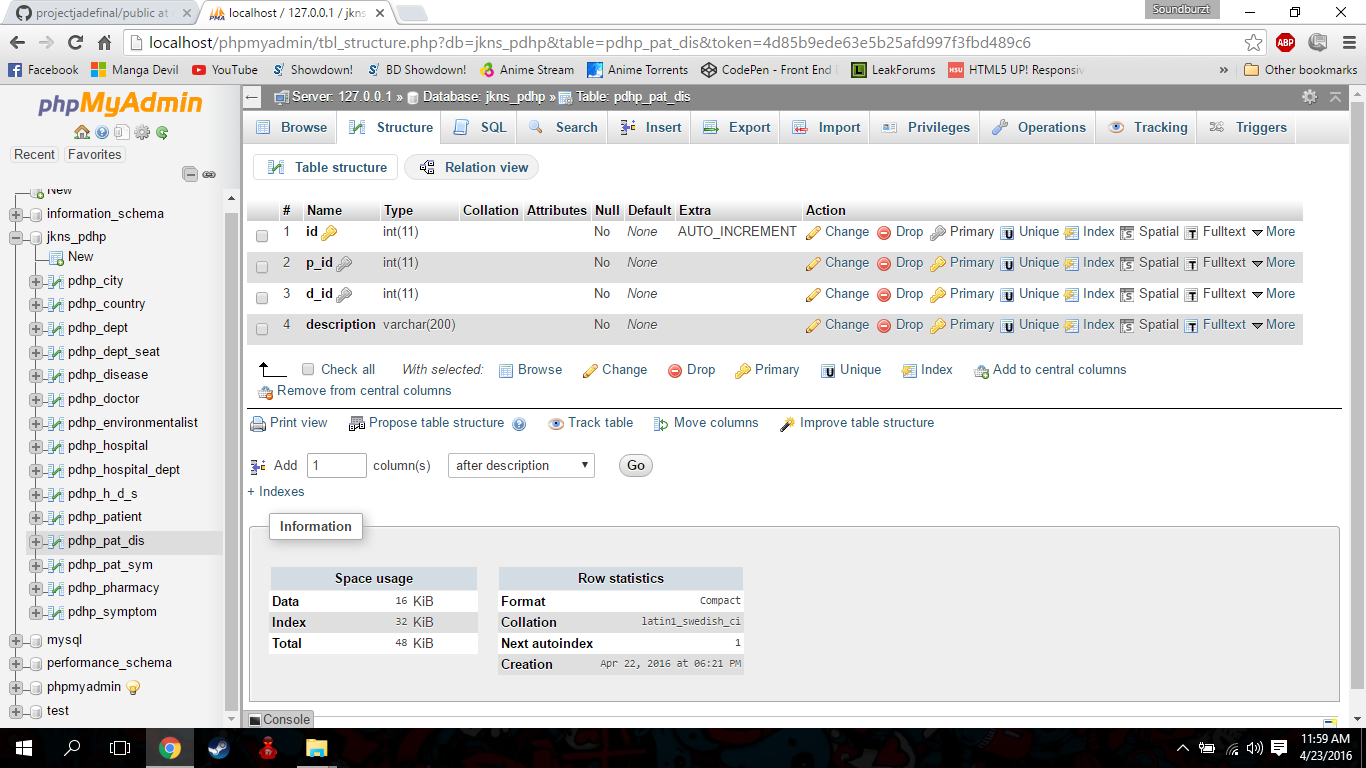 projectjadefinal/public at
localhost / 127.0.0.1 / jkns
Soundburzt
localhost/phpmyadmin/tbl_structure.php?db=jkns_pdhp&table=pdhp_pat_dis&token=4d85b9ede63e5b25afd997f3fbd489c6
ABP
Facebook Manga Devil YouTube Showdown! BD Showdown! Anime Stream Anime Torrents CodePen - Front End LeakForums HTML5 UP! Responsiv » Other bookmarks
phpMyAdmin
Recent Favorites
New
information_schema
jkns_pdhp
New
pdhp_city
pdhp_country
pdhp_dept
pdhp_dept_seat
pdhp_disease
pdhp_doctor
pdhp_environmentalist
pdhp_hospital
pdhp_hospital_dept
pdhp_h_d_s
pdhp_patient
pdhp_pat_dis
pdhp_pat_sym
pdhp_pharmacy
pdhp_symptom
mysql
performance_schema
phpmyadmin
test
Server: 127.0.0.1 » Database: jkns_pdhp » Table: pdhp_pat_dis
Browse Structure SQL Search Insert Export Import Privileges Operations Tracking Triggers
Table structure Relation view
# Name Type Collation Attributes Null Default Extra Action
1 id int(11) No None AUTO_INCREMENT Change Drop Primary Unique Index Spatial Fulltext More
2 p_id int(11) No None Change Drop Primary Unique Index Spatial Fulltext More
3 d_id int(11) No None Change Drop Primary Unique Index Spatial Fulltext More
4 description varchar(200) No None Change Drop Primary Unique Index Spatial Fulltext More
Check all With selected: Browse Change Drop Primary Unique Index Add to central columns
Remove from central columns
Print view Propose table structure Track table Move columns Improve table structure
Add 1 column(s) after description Go
+ Indexes
Information
Space usage
Data 16 KiB
Index 32 KiB
Total 48 KiB
Row statistics
Format Compact
Collation latin1_swedish_ci
Next autoindex 1
Creation Apr 22, 2016 at 06:21 PM
Console
11:59 AM
4/23/2016